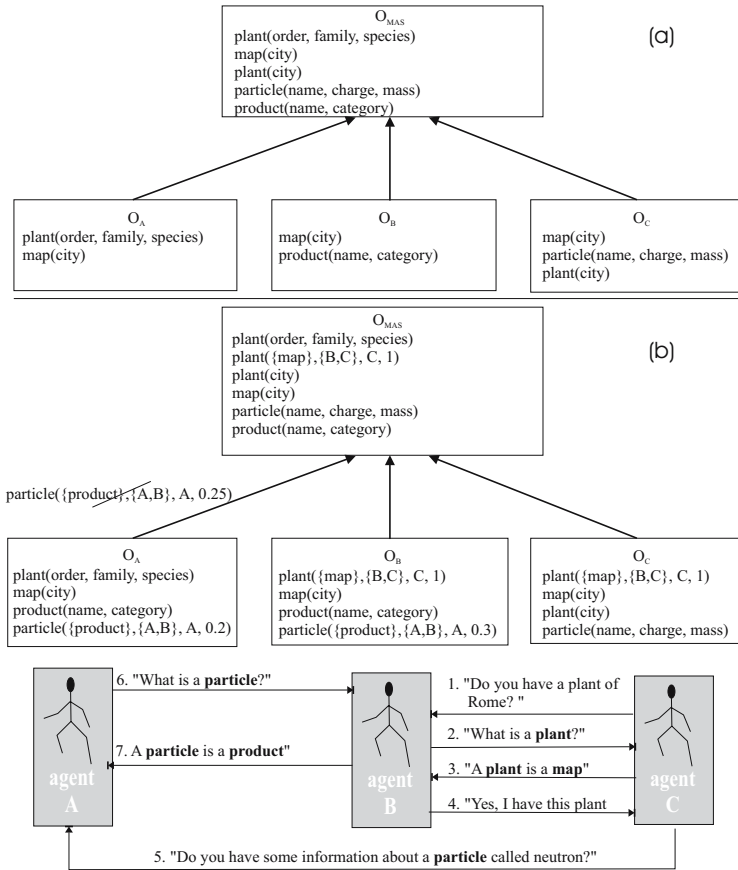 O_MAS
plant(order, family, species)
map(city)
plant(city)
particle(name, charge, mass)
product(name, category)
(a)
O_A
plant(order, family, species)
map(city)
O_B
map(city)
product(name, category)
O_C
map(city)
particle(name, charge, mass)
plant(city)
O_MAS
plant(order, family, species)
plant({map},{B,C}, C, 1)
plant(city)
map(city)
particle(name, charge, mass)
product(name, category)
(b)
particle({product},{A,B}, A, 0.25)
O_A
plant(order, family, species)
map(city)
product(name, category)
particle({product},{A,B}, A, 0.2)
O_B
plant({map},{B,C}, C, 1)
map(city)
product(name, category)
particle({product},{A,B}, A, 0.3)
O_C
plant({map},{B,C}, C, 1)
map(city)
plant(city)
particle(name, charge, mass)
6. "What is a particle?"
1. "Do you have a plant of
Rome? "
2. "What is a plant?"
7. A particle is a product"
3. "A plant is a map"
agent
A
agent
B
agent
C
4. "Yes, I have this plant
5. "Do you have some information about a particle called neutron?"